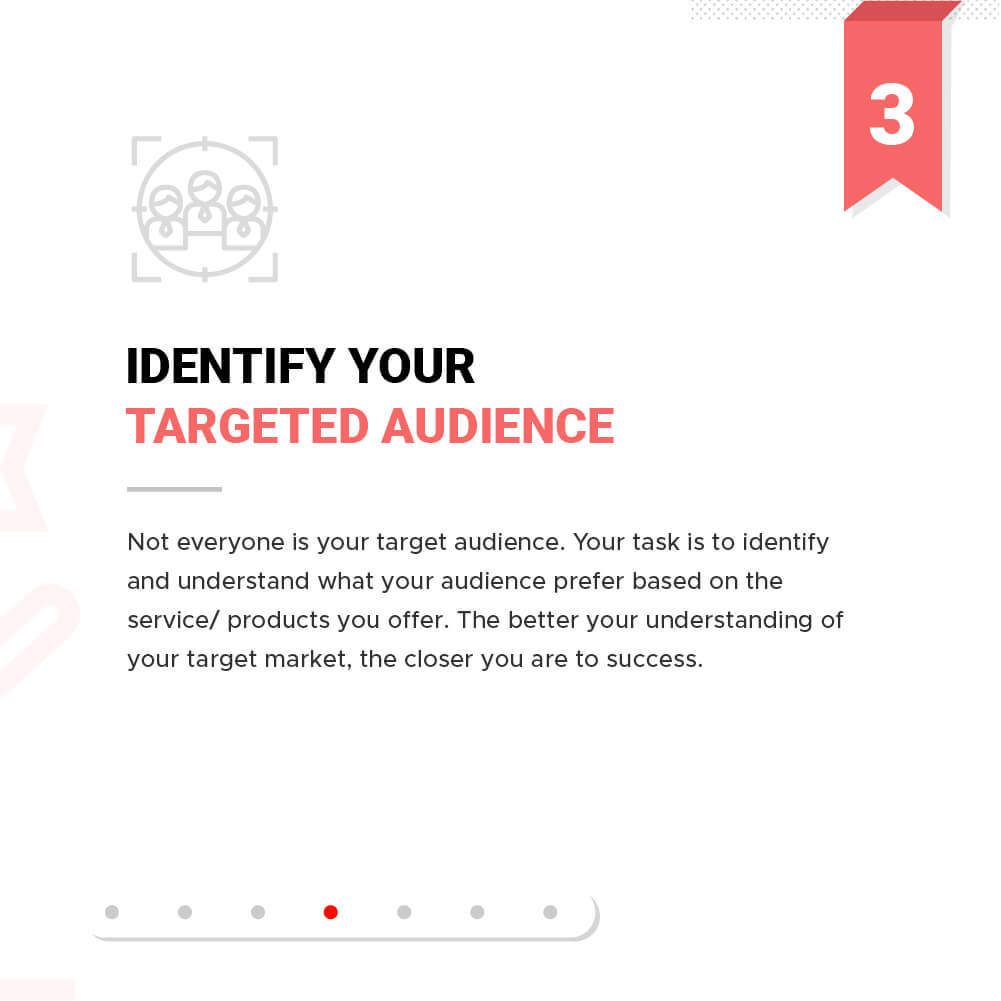 3
IDENTIFY YOUR
TARGETED AUDIENCE
Not everyone is your target audience. Your task is to identify
and understand what your audience prefer based on the
service/ products you offer. The better your understanding of
your target market, the closer you are to success.